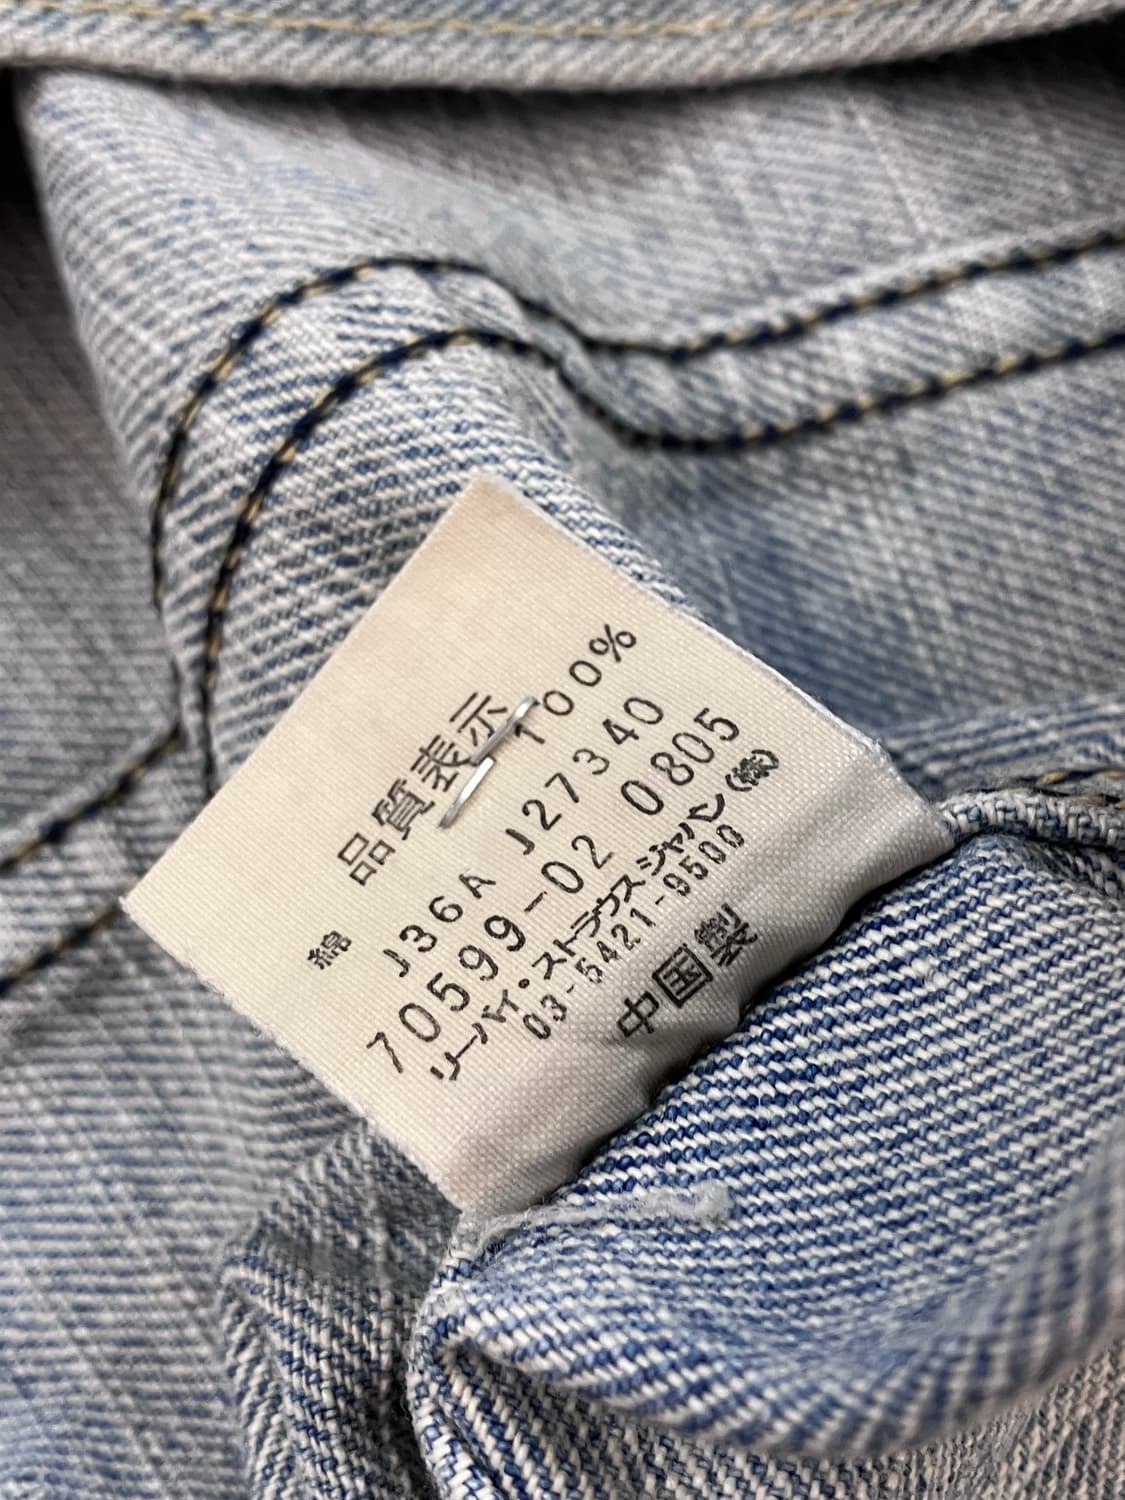 品質表示
綿 100%
J36A J27340
70599-02 0805
リーバイ・ストラウス ジャパン(株)
03-5421-9500
中国製